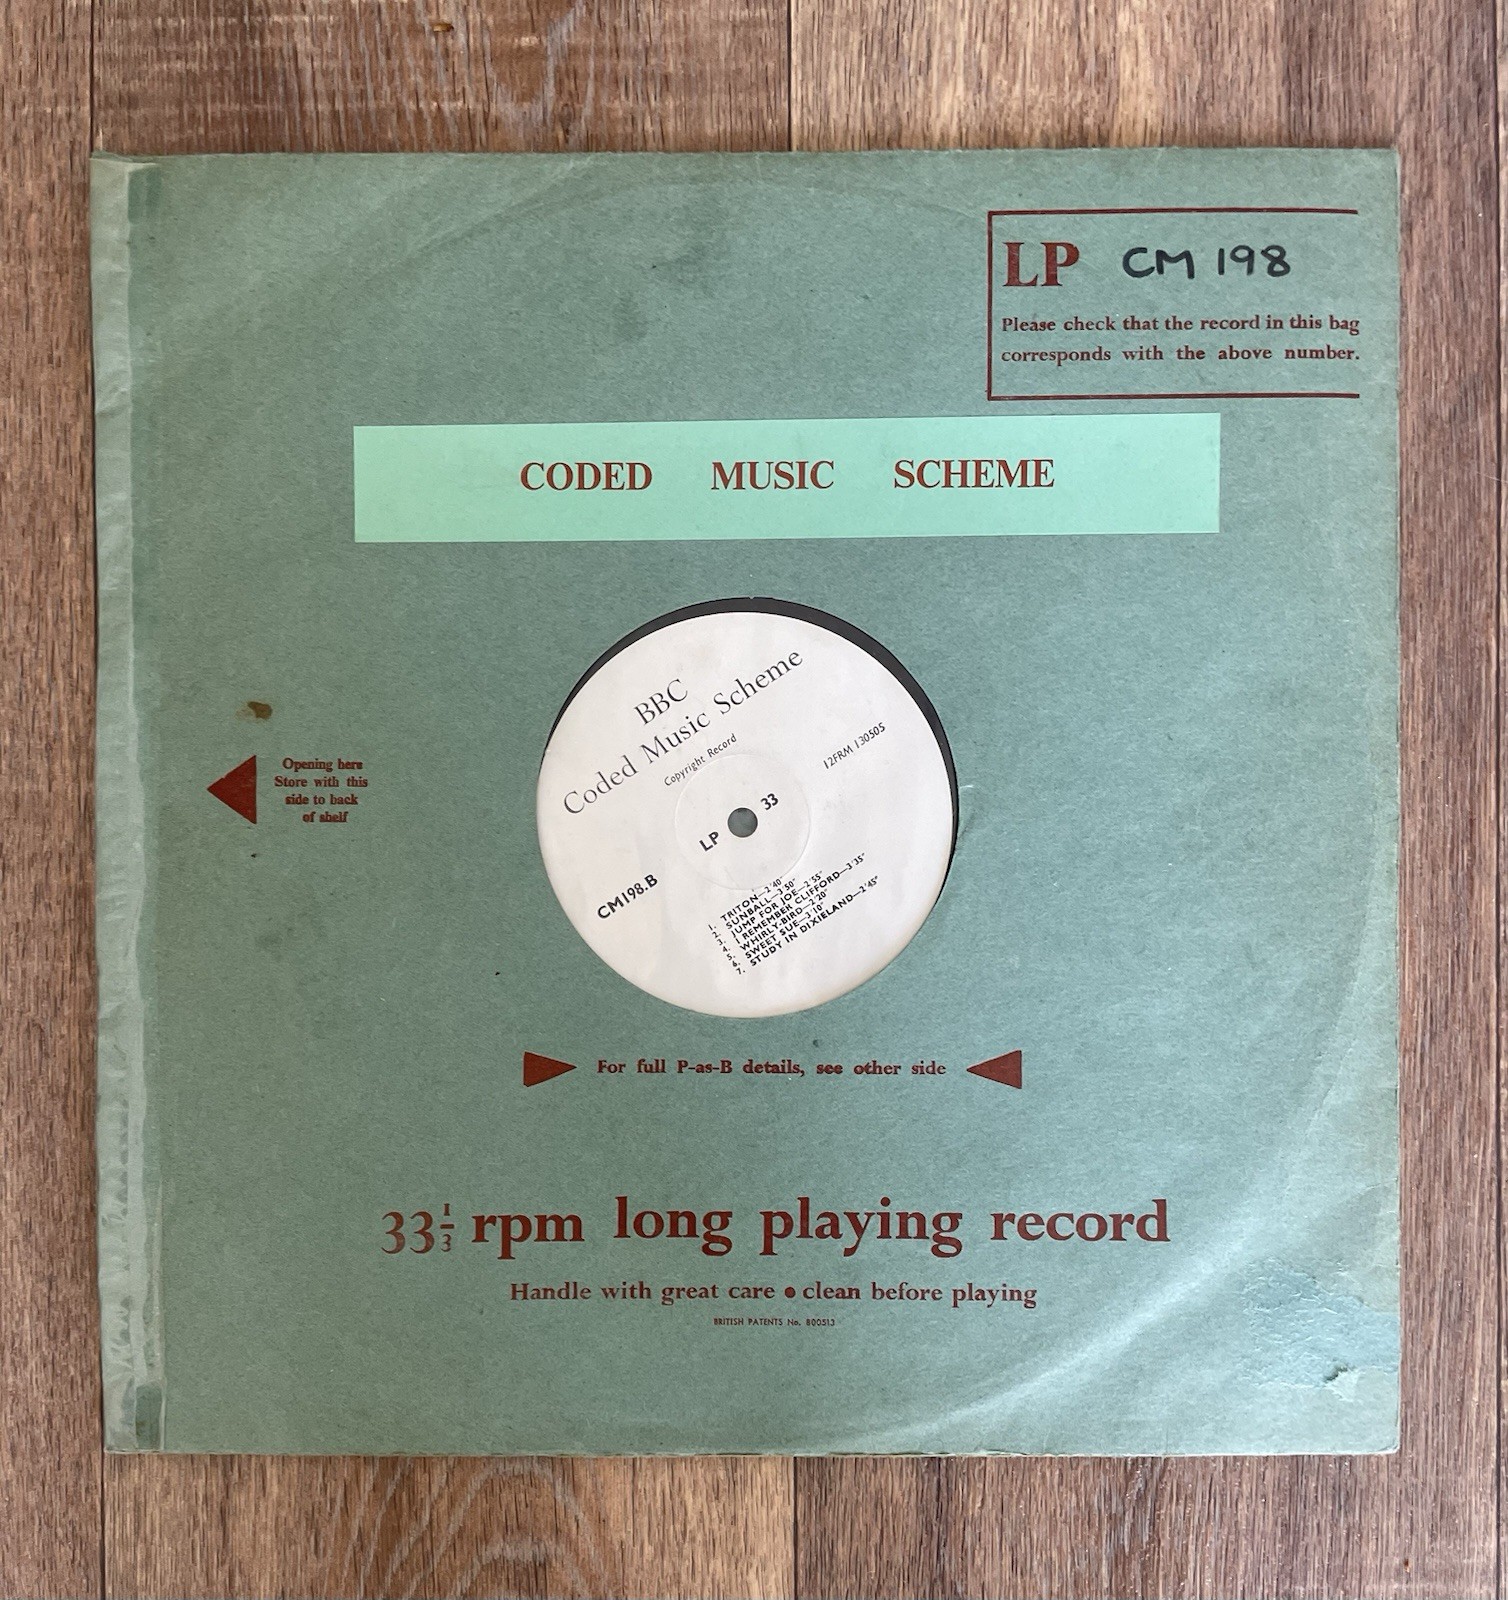 LP CM 198
Please check that the record in this bag
corresponds with the above number.
CODED MUSIC SCHEME
BBC
Coded Music Scheme
Copyright Record
12FRM 130505
LP 33
CM198.B
1. TRITON—2'40"
2. SUNBALL—3'50"
3. JUMP FOR JOE—2'55"
4. I REMEMBER CLIFFORD—3'35"
5. WHIRLY-BIRD—2'20"
6. SWEET SUE—3'10"
7. STUDY IN DIXIELAND—2'45"
Opening here
Store with this
side to back
of shelf
For full P-as-B details, see other side
33 1/3 rpm long playing record
Handle with great care • clean before playing
BRITISH PATENTS No. 800513